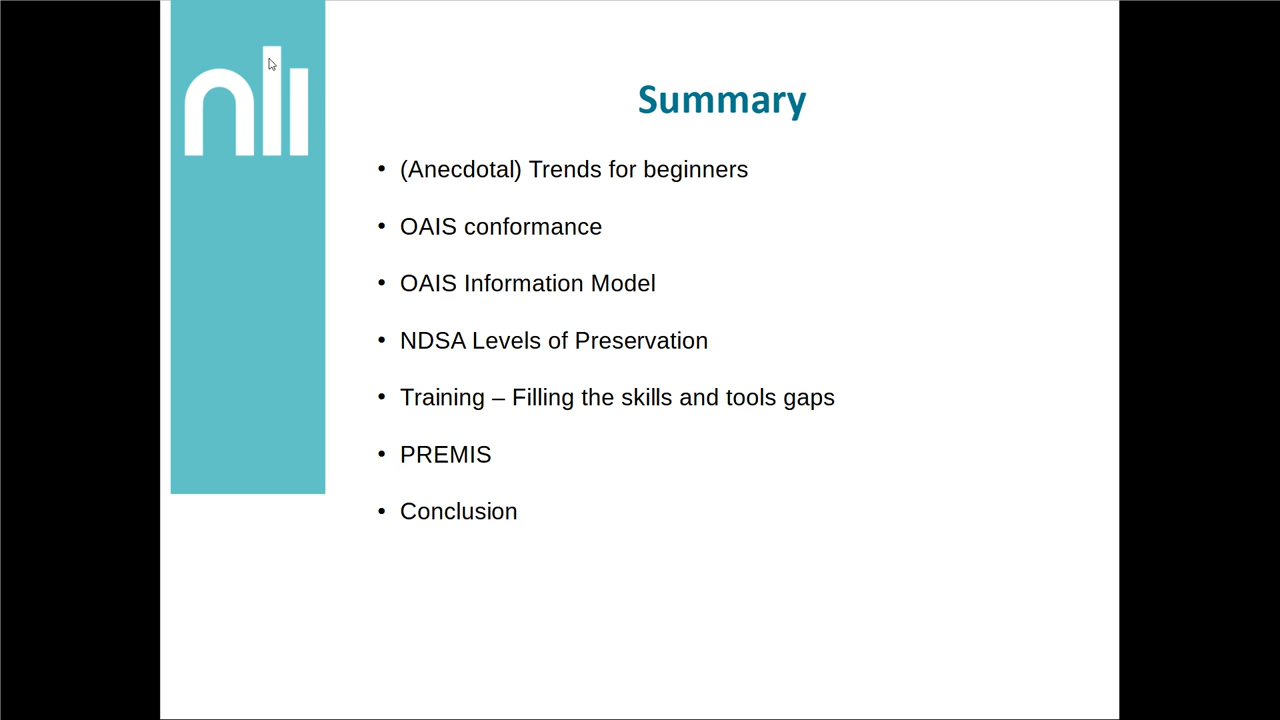 nli
Summary
• (Anecdotal) Trends for beginners
• OAIS conformance
• OAIS Information Model
• NDSA Levels of Preservation
• Training – Filling the skills and tools gaps
• PREMIS
• Conclusion